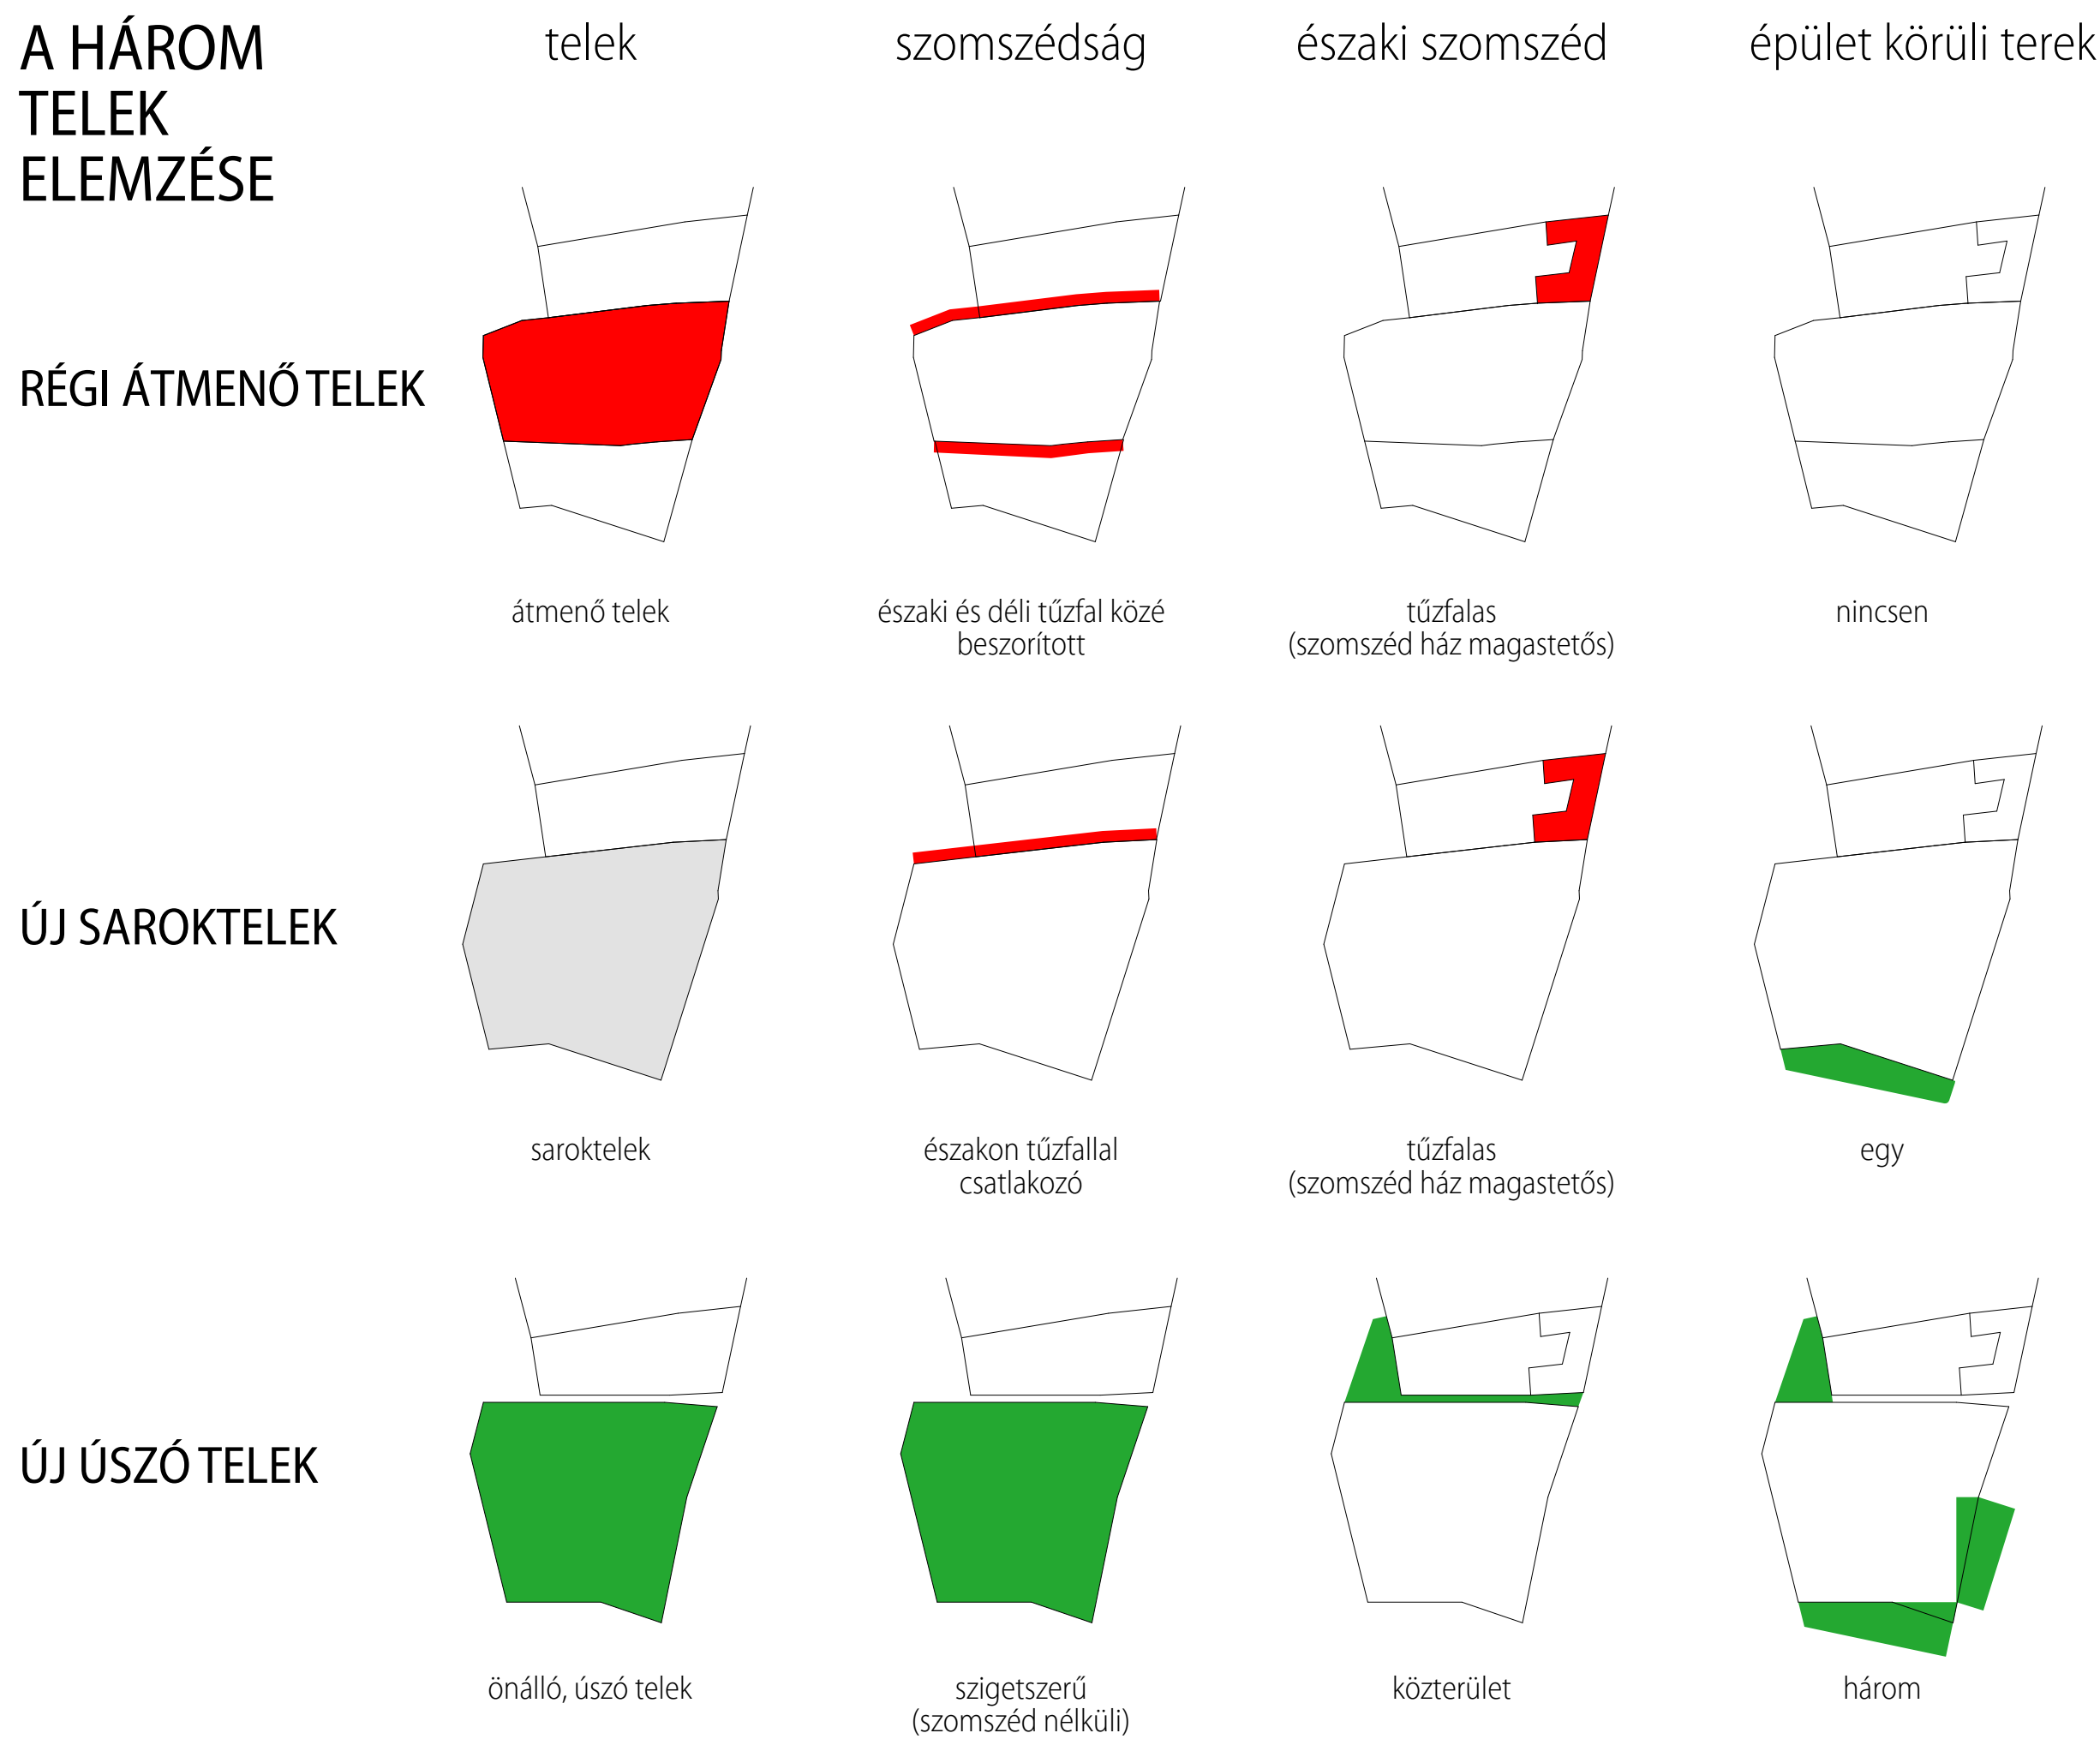 A HÁROM
TELEK
ELEMZÉSE
telek
szomszédság
északi szomszéd
épület körüli terek
RÉGI ÁTMENŐ TELEK
átmenő telek
északi és déli tűzfal közé
beszorított
tűzfalas
(szomszéd ház magastetős)
nincsen
ÚJ SAROKTELEK
saroktelek
északon tűzfallal
csatlakozó
tűzfalas
(szomszéd ház magastetős)
egy
ÚJ ÚSZÓ TELEK
önálló, úszó telek
szigetszerű
(szomszéd nélküli)
közterület
három